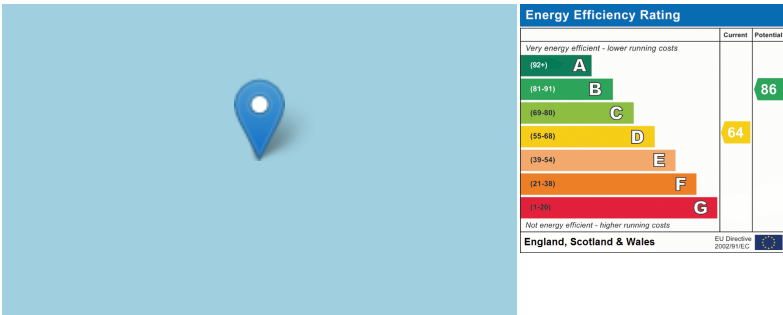 Energy Efficiency Rating
Current Potential
Very energy efficient - lower running costs
(92+) A
(81-91) B 86
(69-80) C
(55-68) D 64
(39-54) E
(21-38) F
(1-20) G
Not energy efficient - higher running costs
England, Scotland & Wales
EU Directive
2002/91/EC